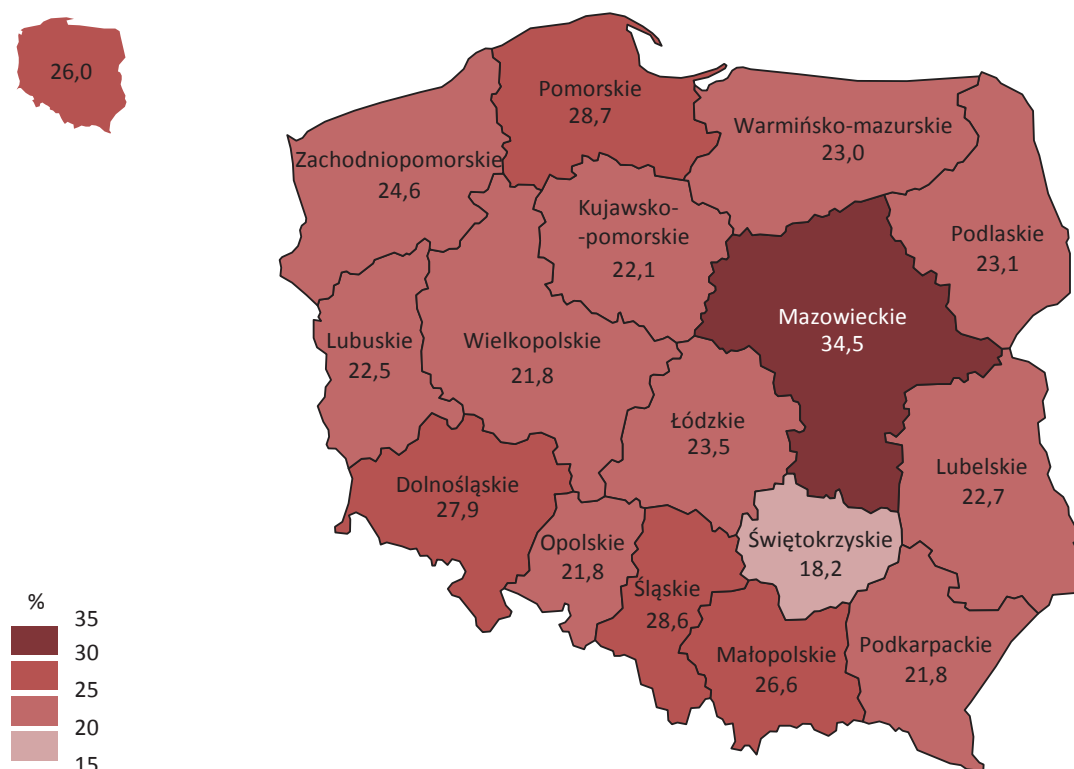 26,0
Pomorskie
28,7
Warmińsko-mazurskie
23,0
Zachodniopomorskie
24,6
Kujawsko-
-pomorskie
22,1
Podlaskie
23,1
Mazowieckie
34,5
Lubuskie
22,5
Wielkopolskie
21,8
Łódzkie
23,5
Lubelskie
22,7
Dolnośląskie
27,9
Opolskie
21,8
Świętokrzyskie
18,2
Śląskie
28,6
Małopolskie
26,6
Podkarpackie
21,8
%
35
30
25
20
15